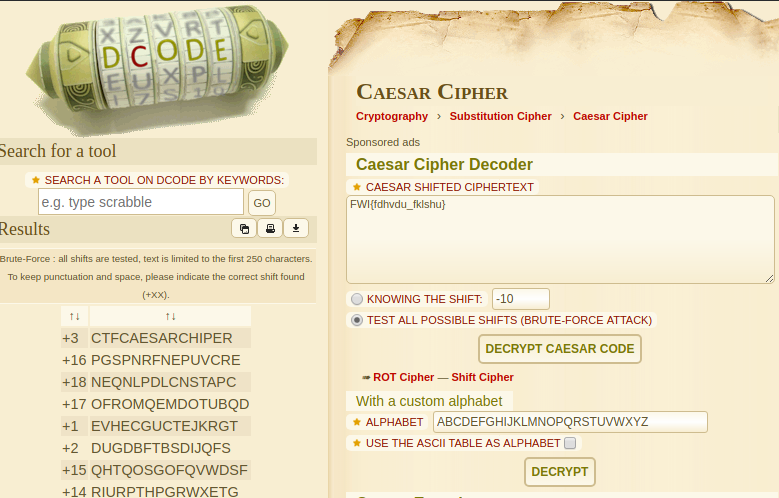 X Z V R T
DCODE
E U X P L
Search for a tool
SEARCH A TOOL ON DCODE BY KEYWORDS:
e.g. type scrabble GO
Results
Brute-Force : all shifts are tested, text is limited to the first 250 characters.
To keep punctuation and space, please indicate the correct shift found
(+XX).
↑↓ ↑↓
+3 CTFCAESARCHIPER
+16 PGSPNRFNEPUVCRE
+18 NEQNLPDLCNSTAPC
+17 OFROMQEMDOTUBQD
+1 EVHECGUCTEJKRGT
+2 DUGDBFTBSDIJQFS
+15 QHTQOSGOFQVWDSF
+14 RIURPTHPGRWXETG
Caesar Cipher
Cryptography › Substitution Cipher › Caesar Cipher
Sponsored ads
Caesar Cipher Decoder
CAESAR SHIFTED CIPHERTEXT
FWI{fdhvdu_fklshu}
KNOWING THE SHIFT: -10
TEST ALL POSSIBLE SHIFTS (BRUTE-FORCE ATTACK)
DECRYPT CAESAR CODE
ROT Cipher — Shift Cipher
With a custom alphabet
ALPHABET ABCDEFGHIJKLMNOPQRSTUVWXYZ
USE THE ASCII TABLE AS ALPHABET
DECRYPT